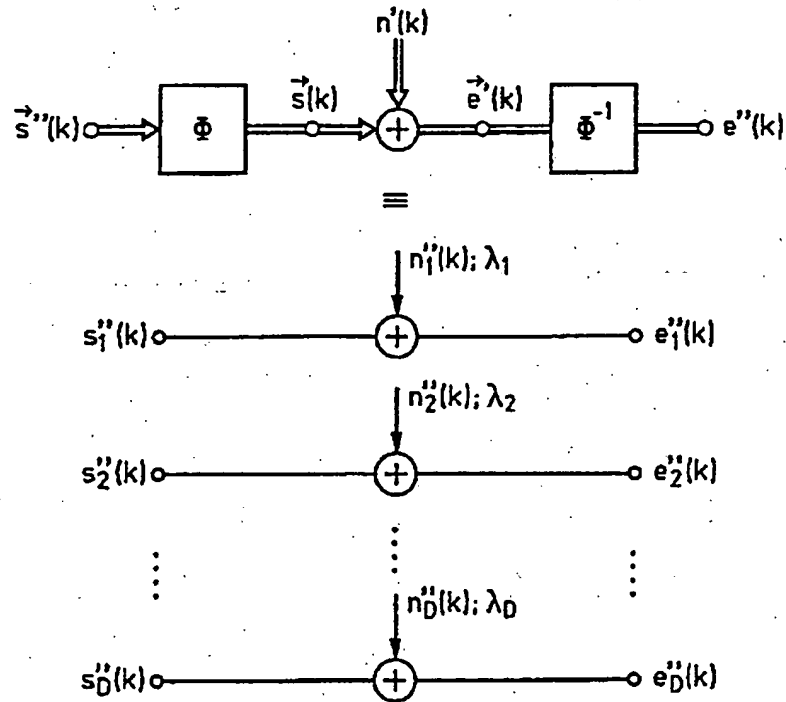 n'(k)
s⃗''(k) Φ s⃗(k) + e⃗'(k) Φ⁻¹ e''(k)
≡
n₁''(k); λ₁
s₁''(k) + e₁''(k)
n₂''(k); λ₂
s₂''(k) + e₂''(k)
n_D''(k); λ_D
s_D''(k) + e_D''(k)